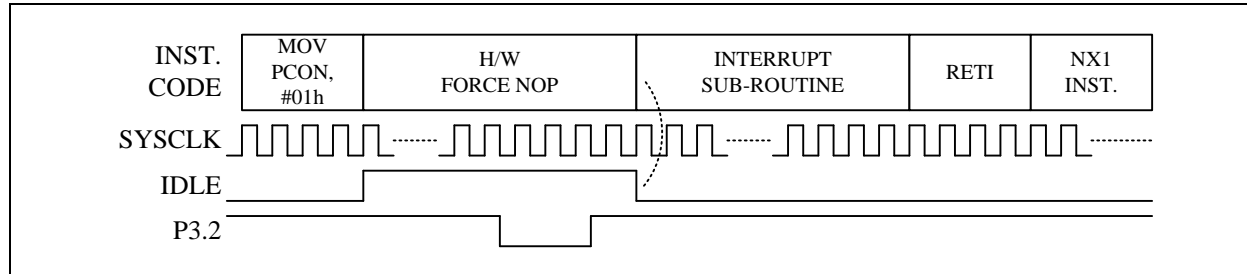 INST.
CODE
MOV
PCON,
#01h
H/W
FORCE NOP
INTERRUPT
SUB-ROUTINE
RETI
NX1
INST.
SYSCLK
IDLE
P3.2